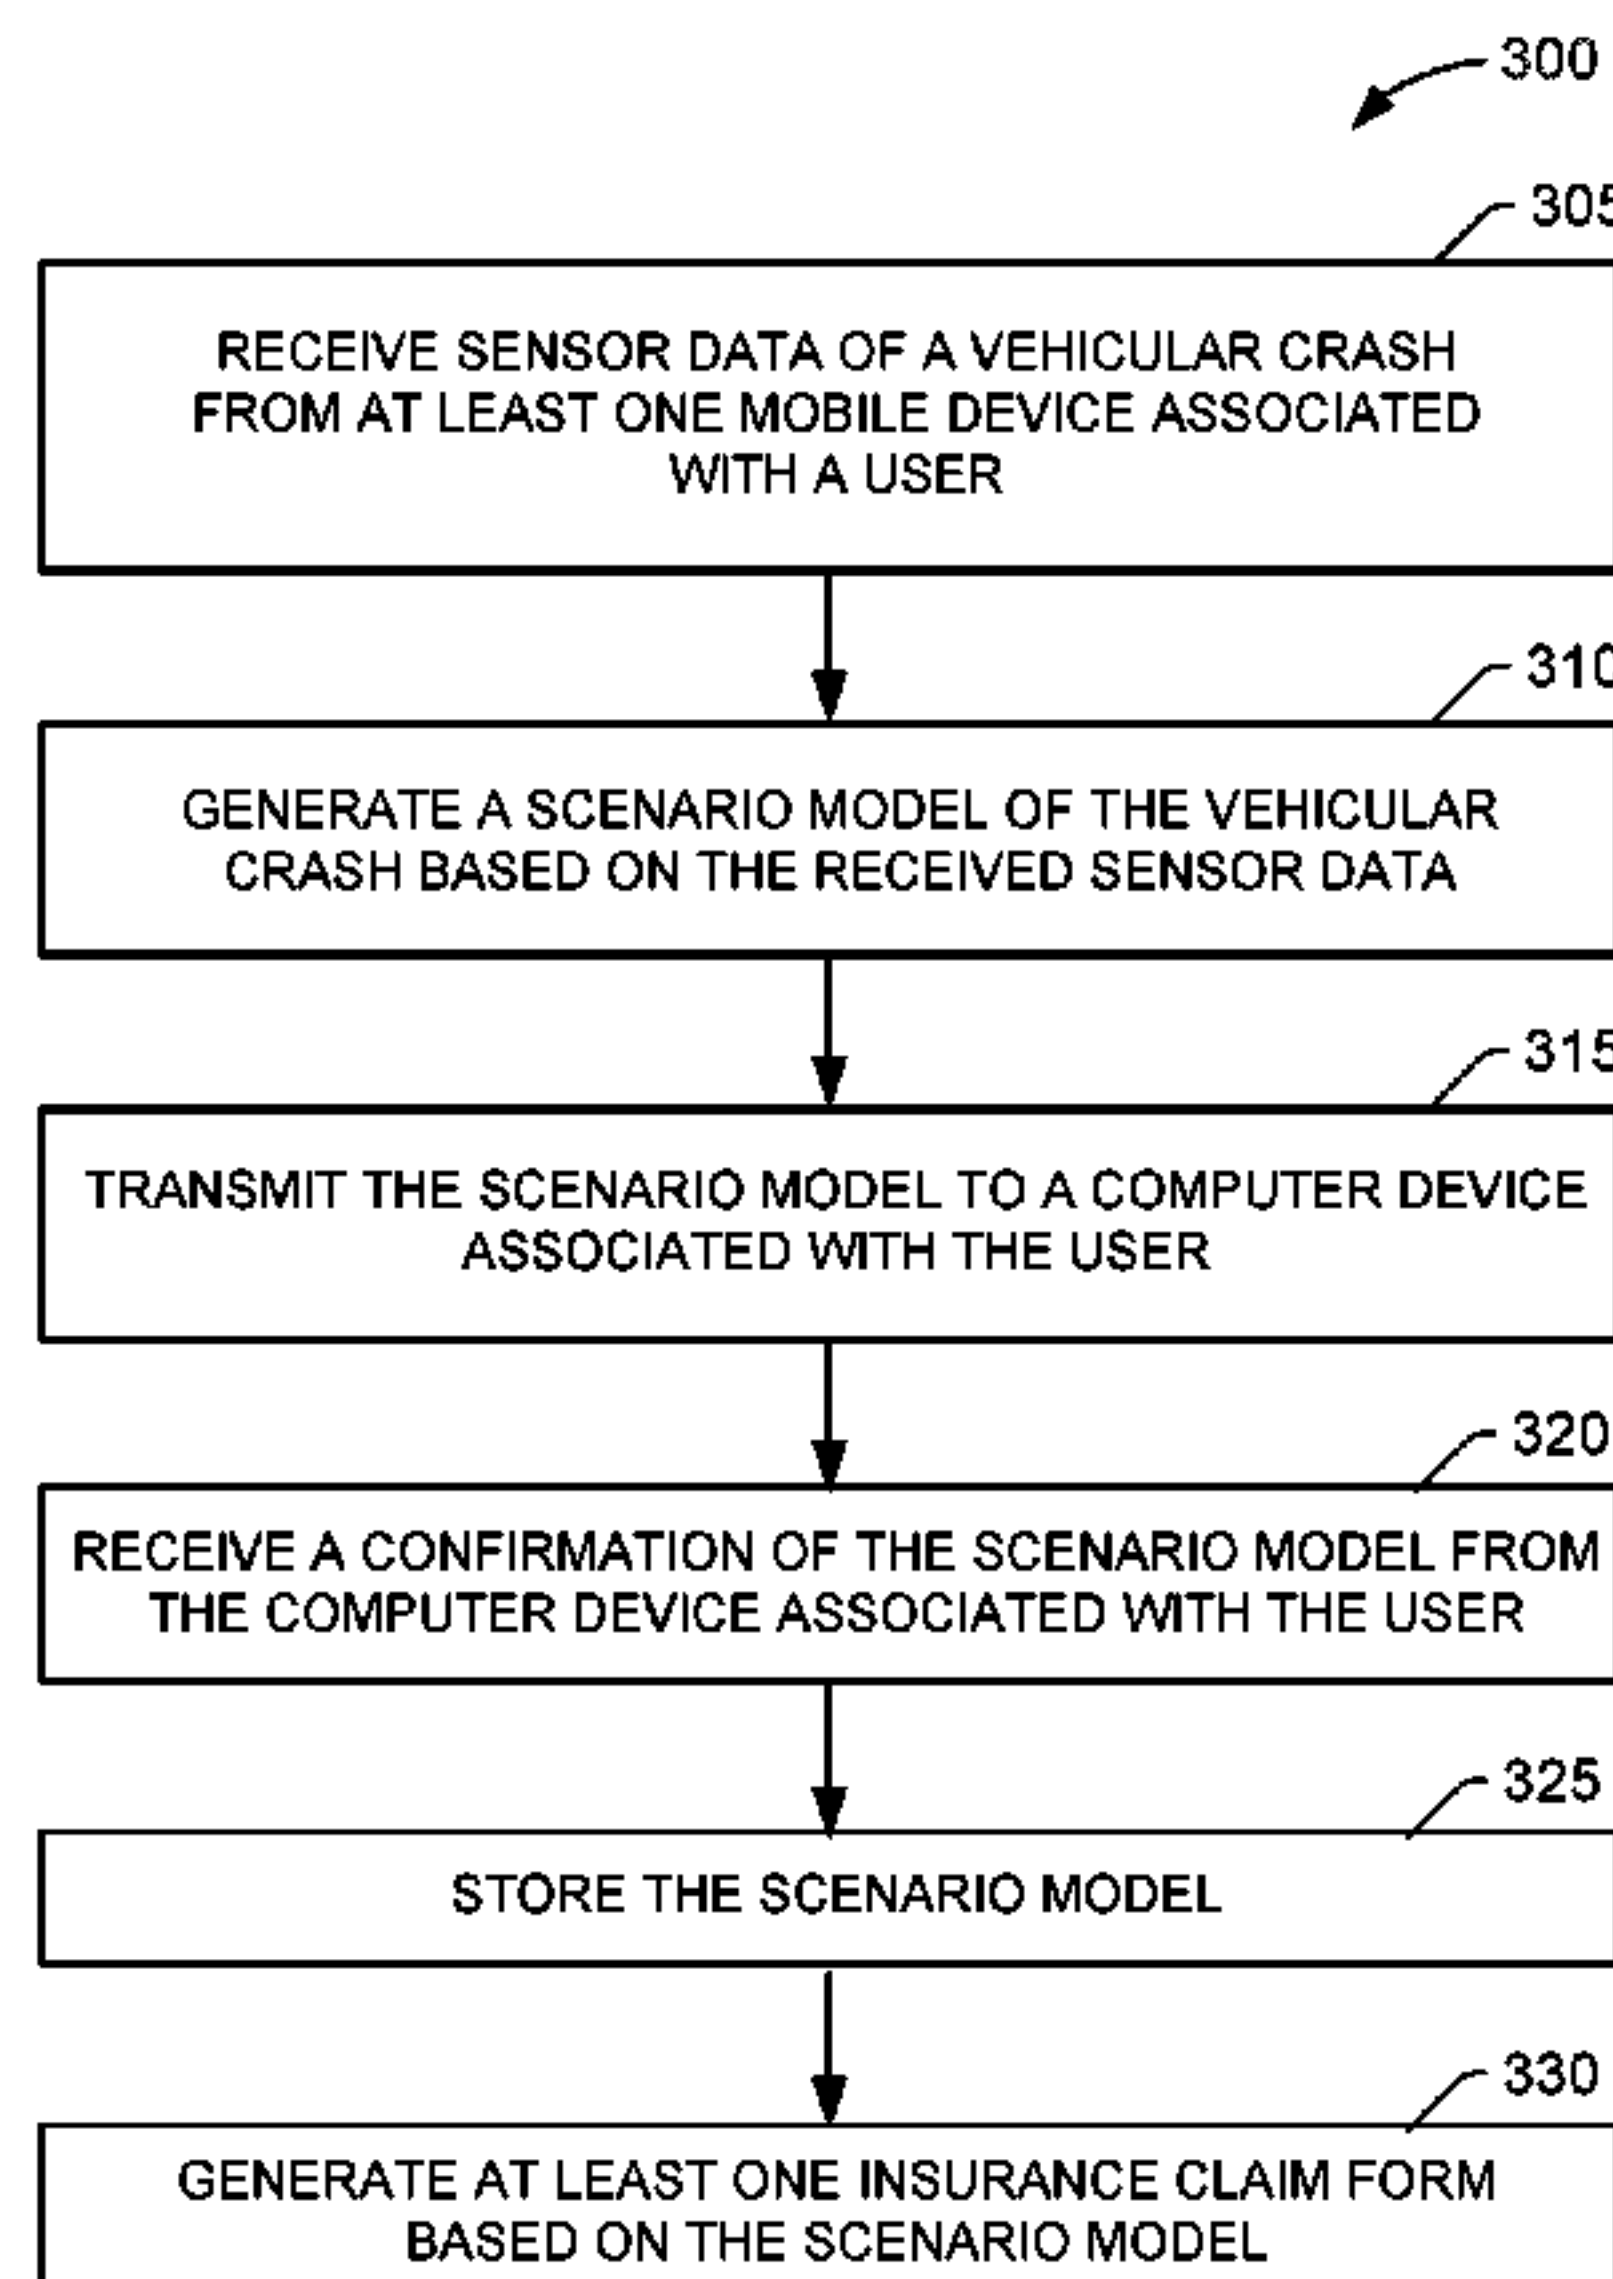 300
305
RECEIVE SENSOR DATA OF A VEHICULAR CRASH
FROM AT LEAST ONE MOBILE DEVICE ASSOCIATED
WITH A USER
310
GENERATE A SCENARIO MODEL OF THE VEHICULAR
CRASH BASED ON THE RECEIVED SENSOR DATA
315
TRANSMIT THE SCENARIO MODEL TO A COMPUTER DEVICE
ASSOCIATED WITH THE USER
320
RECEIVE A CONFIRMATION OF THE SCENARIO MODEL FROM
THE COMPUTER DEVICE ASSOCIATED WITH THE USER
325
STORE THE SCENARIO MODEL
330
GENERATE AT LEAST ONE INSURANCE CLAIM FORM
BASED ON THE SCENARIO MODEL